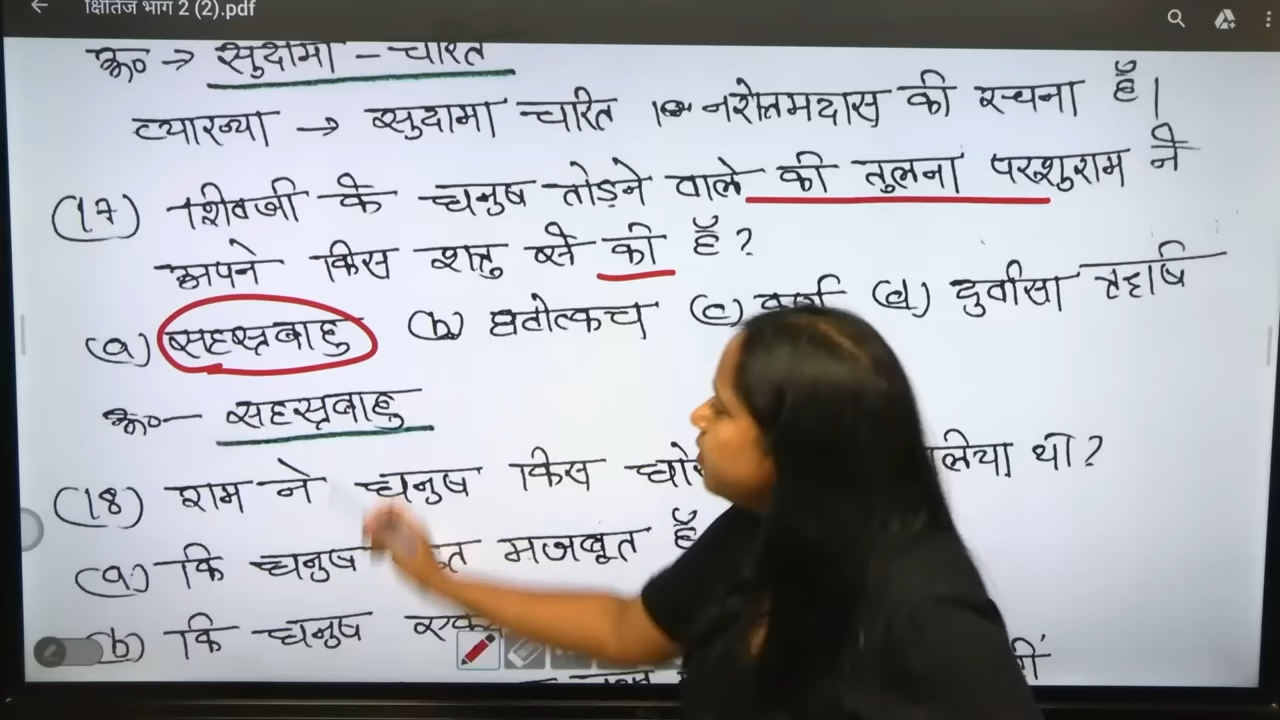 क्षितिज भाग 2 (2).pdf
उ० → सुदामा – चरित
व्याख्या → सुदामा चरित नरोत्तमदास की रचना है।
(17) शिवजी के धनुष तोड़ने वाले की तुलना परशुराम ने
अपने किस शत्रु से की है?
(a) सहस्रबाहु (b) घतोत्कच (c) (d) दुर्वासा ऋषि
उ०– सहस्रबाहु
(18) राम ने धनुष किस लिया था?
(a) कि धनुष मजबूत है
(b) कि धनुष